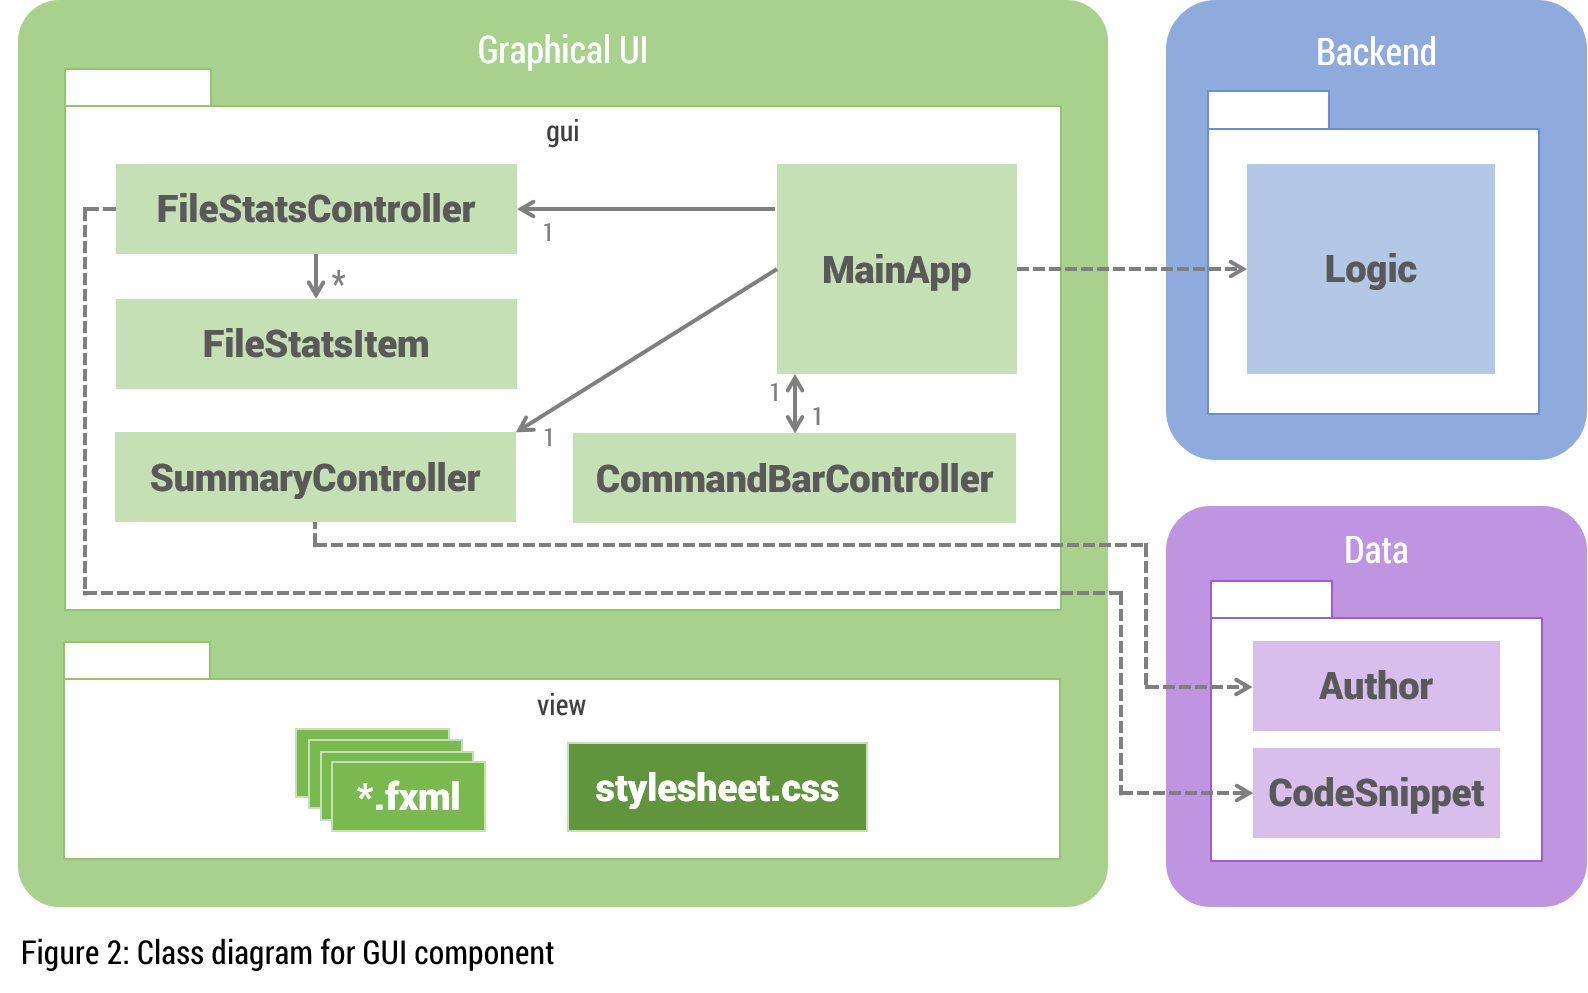 Graphical UI
gui
FileStatsController
1
*
FileStatsItem
MainApp
1
1
1
SummaryController
CommandBarController
view
*.fxml
stylesheet.css
Backend
Logic
Data
Author
CodeSnippet
Figure 2: Class diagram for GUI component